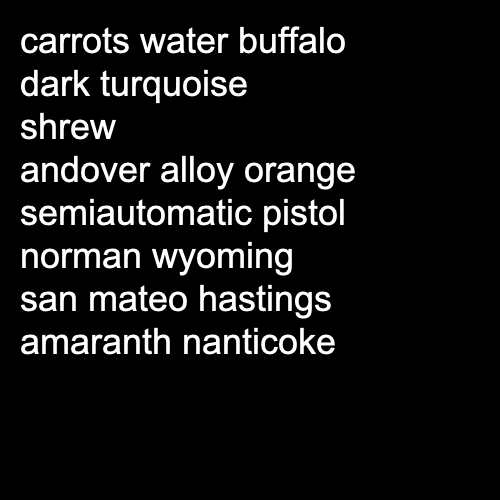 carrots water buffalo
dark turquoise
shrew
andover alloy orange
semiautomatic pistol
norman wyoming
san mateo hastings
amaranth nanticoke